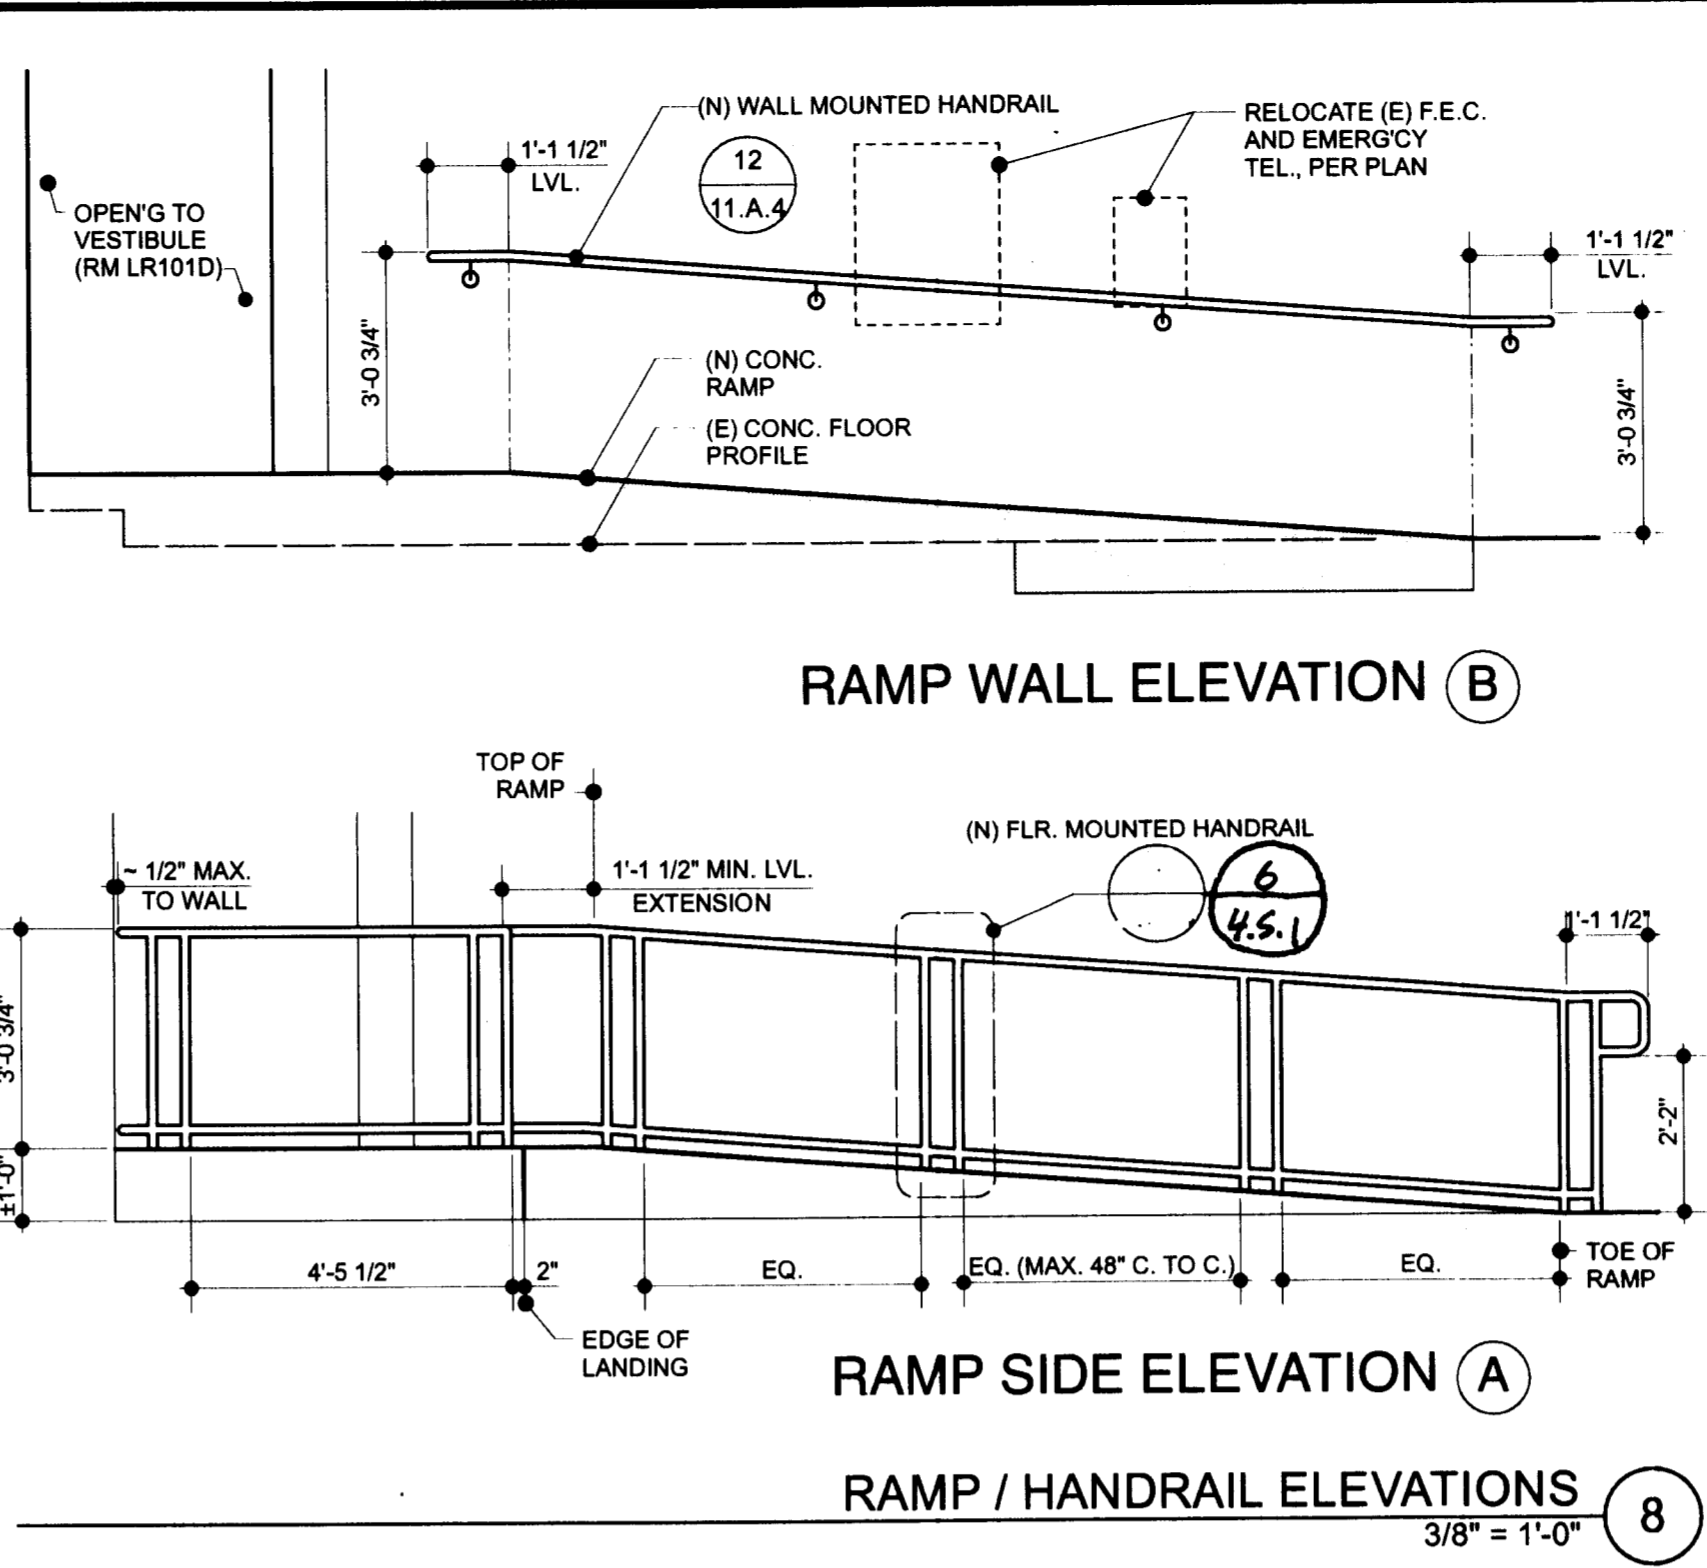 (N) WALL MOUNTED HANDRAIL
12
11.A.4
RELOCATE (E) F.E.C.
AND EMERG'CY
TEL., PER PLAN
1'-1 1/2"
LVL.
OPEN'G TO
VESTIBULE
(RM LR101D)
1'-1 1/2"
LVL.
3'-0 3/4"
(N) CONC.
RAMP
(E) CONC. FLOOR
PROFILE
3'-0 3/4"
RAMP WALL ELEVATION B
TOP OF
RAMP
(N) FLR. MOUNTED HANDRAIL
6
4.S.1
~ 1/2" MAX.
TO WALL
1'-1 1/2" MIN. LVL.
EXTENSION
1'-1 1/2"
3'-0 3/4"
2'-2"
±1'-0"
4'-5 1/2"
2"
EQ.
EQ. (MAX. 48" C. TO C.)
EQ.
TOE OF
RAMP
EDGE OF
LANDING
RAMP SIDE ELEVATION A
RAMP / HANDRAIL ELEVATIONS
3/8" = 1'-0"
8